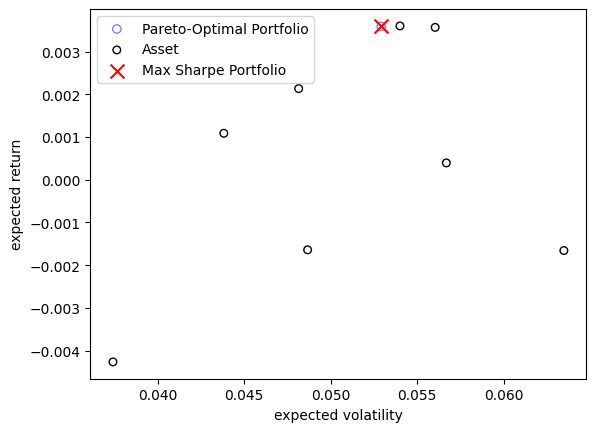 Pareto-Optimal Portfolio
Asset
Max Sharpe Portfolio
0.003
0.002
0.001
0.000
−0.001
−0.002
−0.003
−0.004
expected return
0.040 0.045 0.050 0.055 0.060
expected volatility